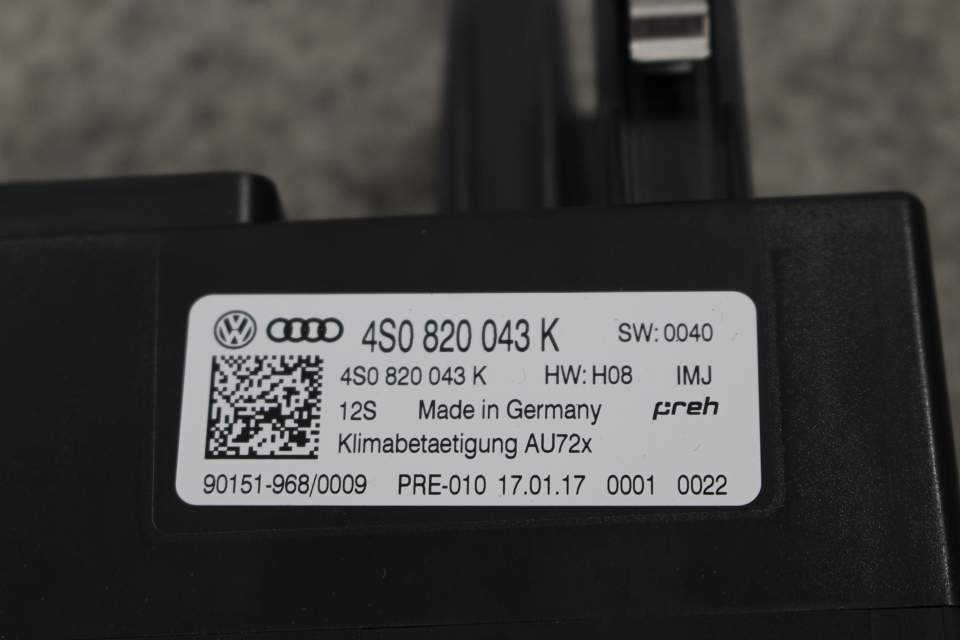 4S0 820 043 K SW: 0040
4S0 820 043 K HW: H08 IMJ
12S Made in Germany preh
Klimabetaetigung AU72x
90151-968/0009 PRE-010 17.01.17 0001 0022